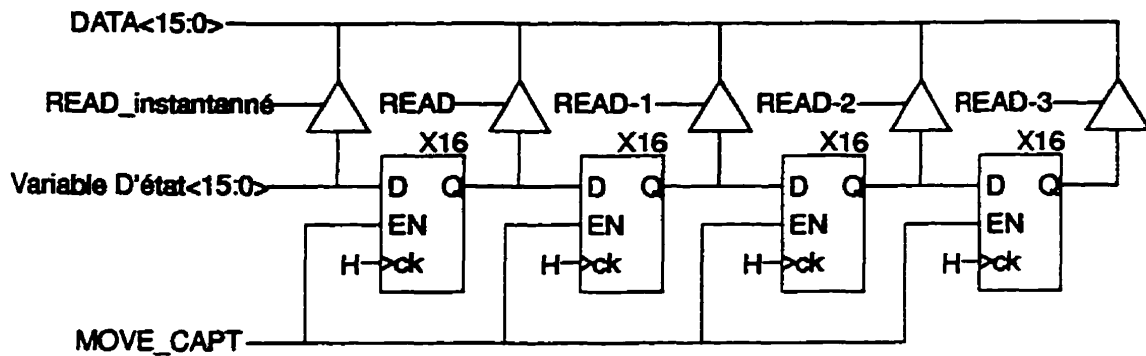 DATA<15:0>
READ_instantanné READ READ-1 READ-2 READ-3
X16 X16 X16 X16
Variable D'état<15:0> D Q D Q D Q D Q
EN EN EN EN
H ck H ck H ck H ck
MOVE_CAPT